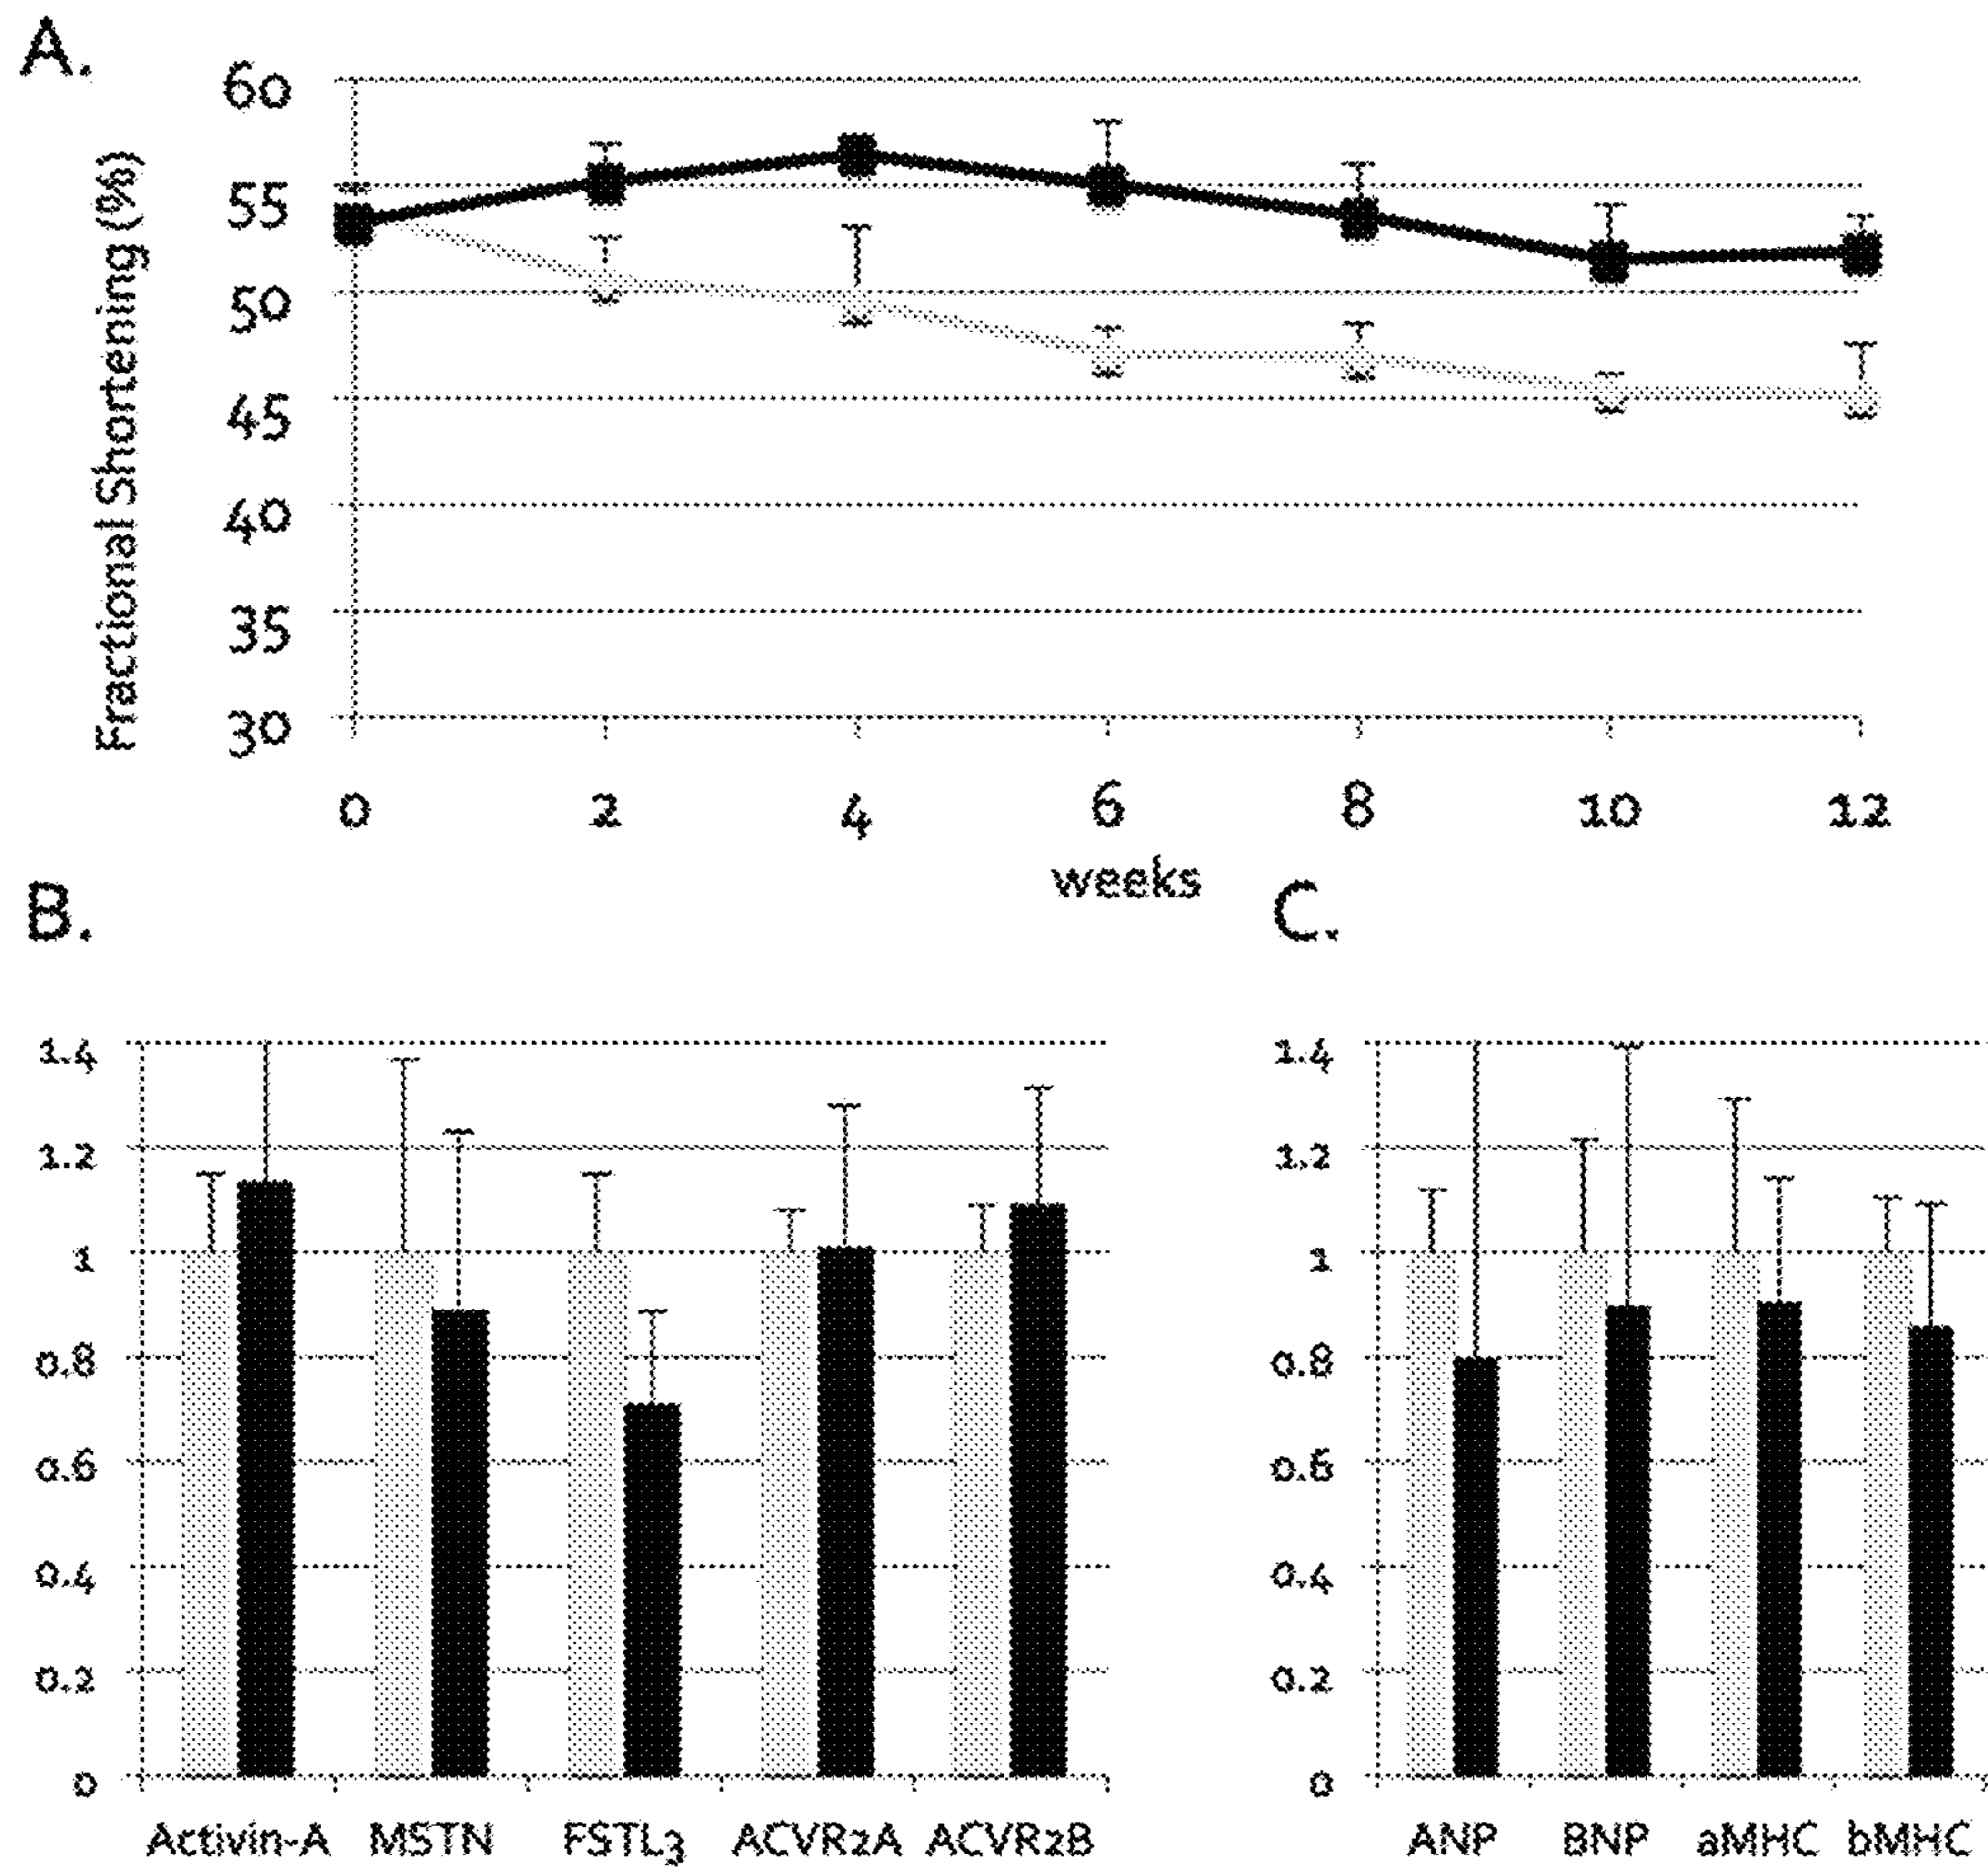 A.
Fractional Shortening (%)
60
55
50
45
40
35
30
0 2 4 6 8 10 12
weeks
B.
1.4
1.2
1
0.8
0.6
0.4
0.2
0
Activin-A MSTN FSTL3 ACVR2A ACVR2B
C.
1.4
1.2
1
0.8
0.6
0.4
0.2
0
ANP BNP aMHC bMHC